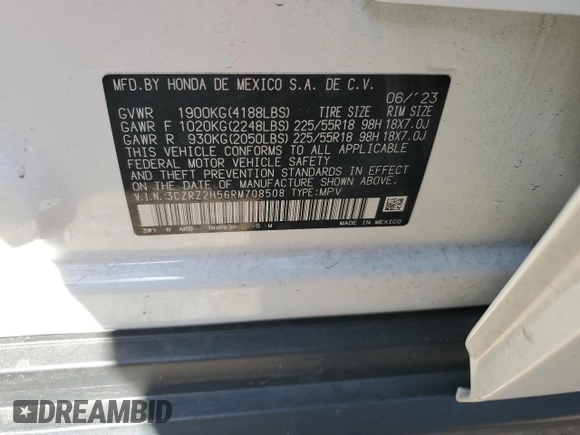 MFD.BY HONDA DE MEXICO S.A. DE C.V.
06/'23
GVWR 1900KG(4188LBS) TIRE SIZE RIM SIZE
GAWR F 1020KG(2248LBS) 225/55R18 98H 18X7.0J
GAWR R 930KG(2050LBS) 225/55R18 98H 18X7.0J
THIS VEHICLE CONFORMS TO ALL APPLICABLE
FEDERAL MOTOR VEHICLE SAFETY
AND THEFT PREVENTION STANDARDS IN EFFECT
ON THE DATE OF MANUFACTURE SHOWN ABOVE.
V.I.N.:3CZRZ2H56RM708508 TYPE:MPV
MADE IN MEXICO
DREAMBID